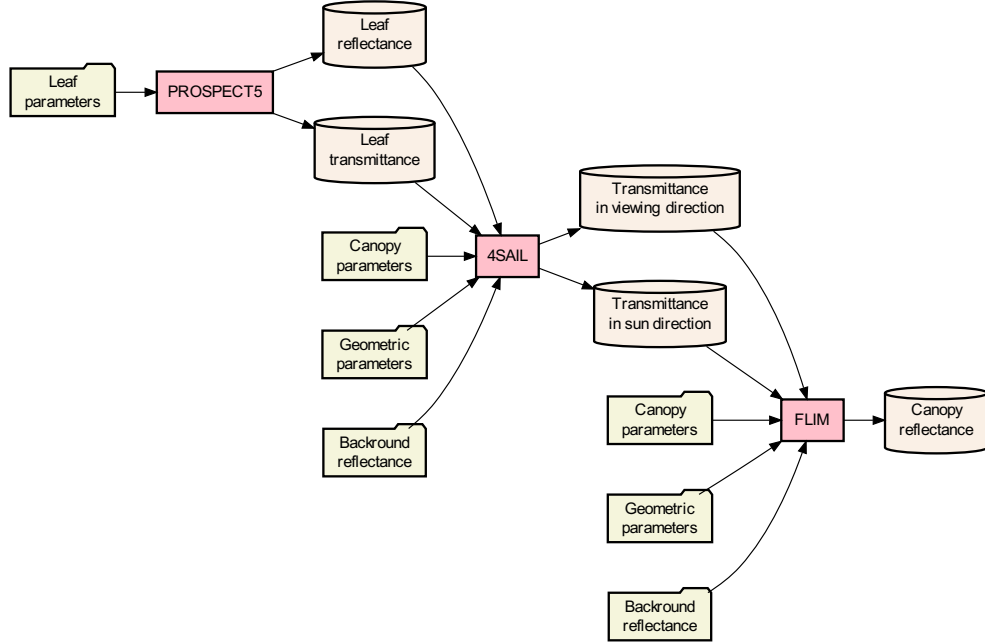 Leaf
reflectance
Leaf
parameters
PROSPECT5
Leaf
transmittance
Transmittance
in viewing direction
Canopy
parameters
4SAIL
Transmittance
in sun direction
Geometric
parameters
Backround
reflectance
Canopy
parameters
FLIM
Canopy
reflectance
Geometric
parameters
Backround
reflectance